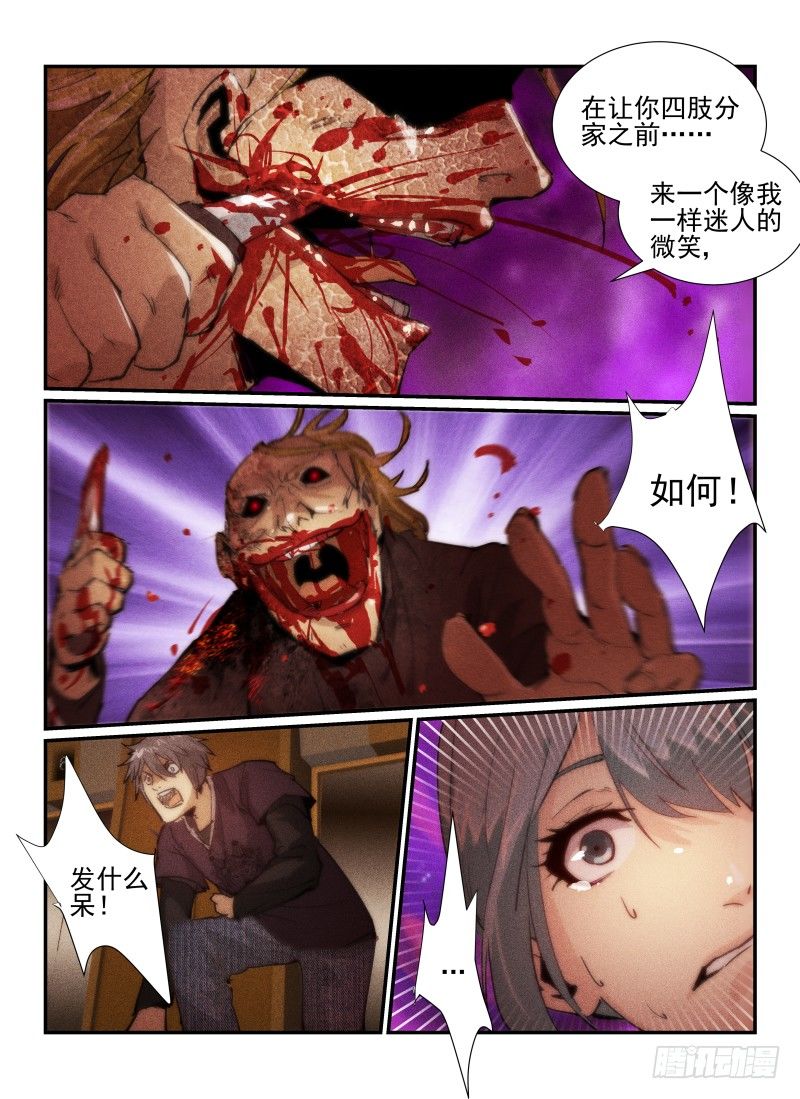 在让你四肢分
家之前……
来一个像我
一样迷人的
微笑，
如何！
发什么
呆！
…
腾讯动漫